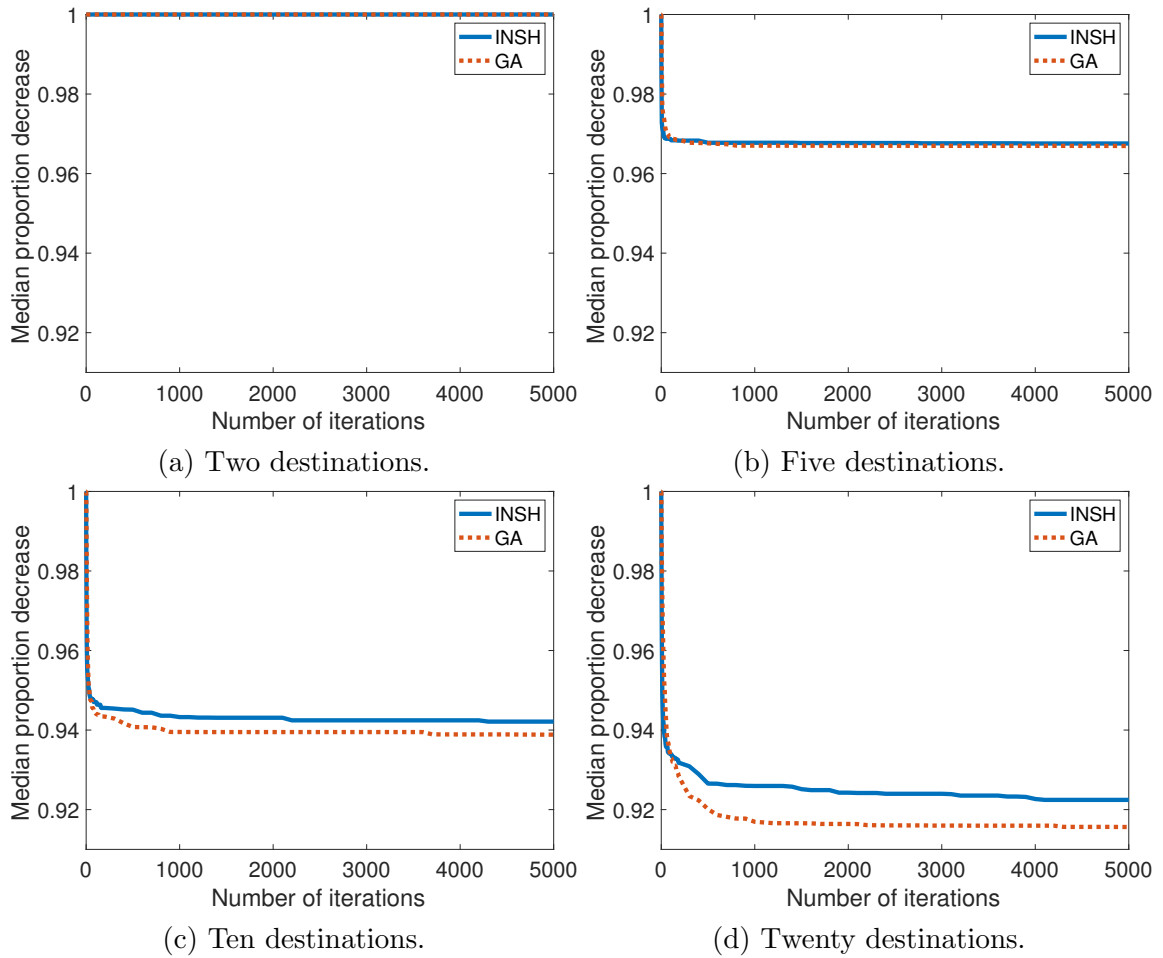 1
0.98
0.96
0.94
0.92
Median proportion decrease
INSH
GA
0 1000 2000 3000 4000 5000
Number of iterations
(a) Two destinations.
1
0.98
0.96
0.94
0.92
Median proportion decrease
INSH
GA
0 1000 2000 3000 4000 5000
Number of iterations
(b) Five destinations.
1
0.98
0.96
0.94
0.92
Median proportion decrease
INSH
GA
0 1000 2000 3000 4000 5000
Number of iterations
(c) Ten destinations.
1
0.98
0.96
0.94
0.92
Median proportion decrease
INSH
GA
0 1000 2000 3000 4000 5000
Number of iterations
(d) Twenty destinations.